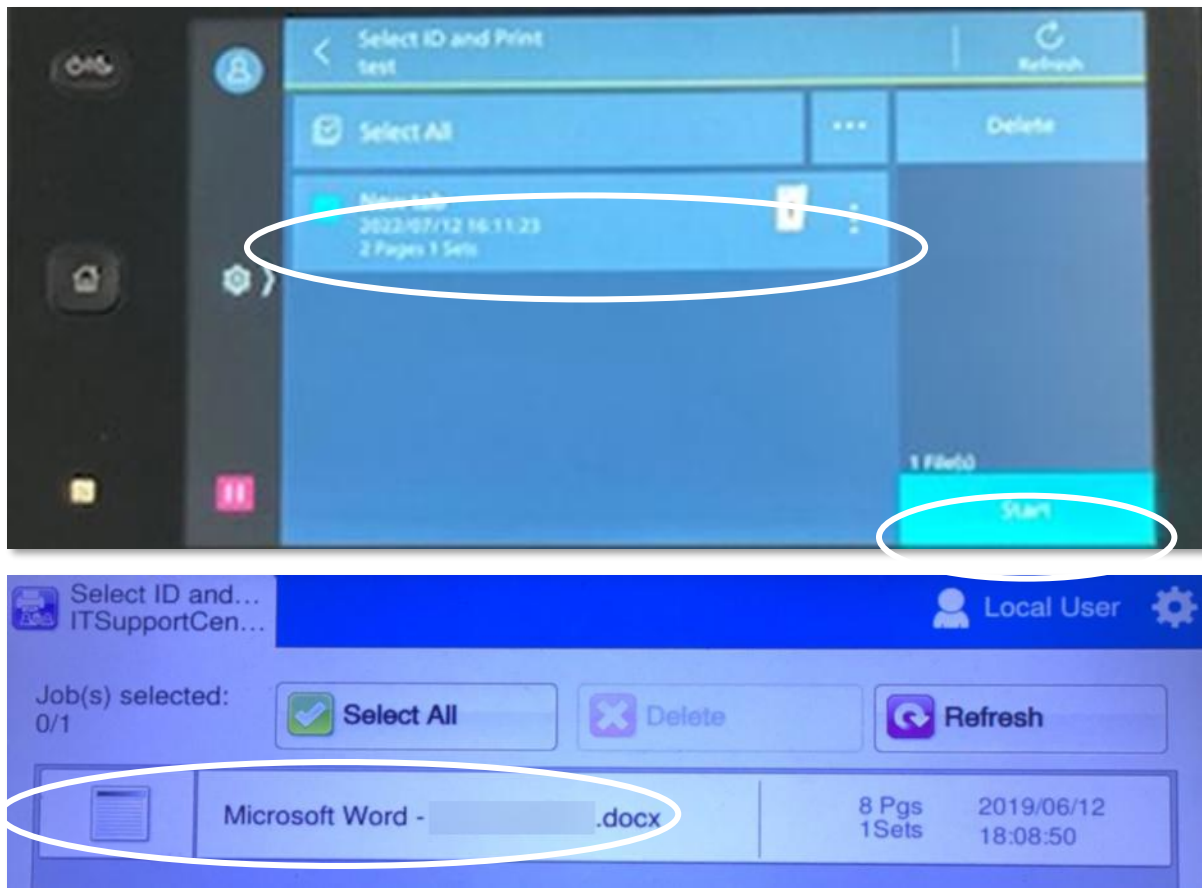 Select ID and Print
test
Refresh
Select All
Delete
New tab
2022/07/12 16:11:23
2 Pages 1 Sets
1 File(s)
Start
Select ID and...
ITSupportCen...
Local User
Job(s) selected:
0/1
Select All
Delete
Refresh
Microsoft Word - .docx
8 Pgs
1Sets
2019/06/12
18:08:50